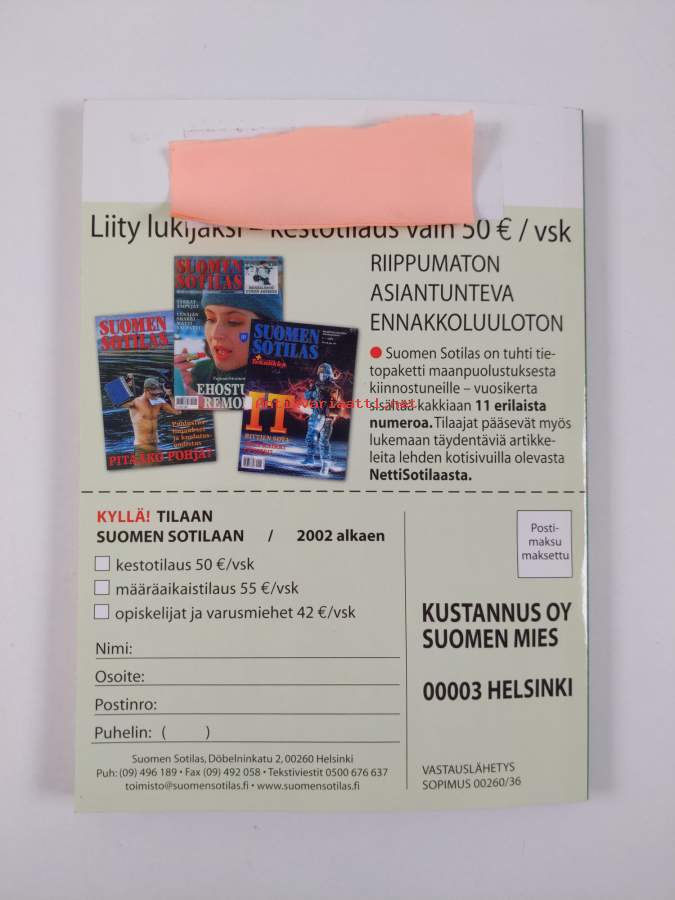 Liity lukijaksi – kestotilaus vain 50 € / vsk
SUOMEN
SOTILAS
SUOMEN
SOTILAS
PITÄÄKÖ POHJA?
EHOSTU
SUOMEN
SOTILAS
11
RIIPPUMATON
ASIANTUNTEVA
ENNAKKOLUULOTON
● Suomen Sotilas on tuhti tie-
topaketti maanpuolustuksesta
kiinnostuneille – vuosikerta
sisältää kakkiaan 11 erilaista
numeroa. Tilaajat pääsevät myös
lukemaan täydentäviä artikke-
leita lehden kotisivuilla olevasta
NettiSotilaasta.
KYLLÄ! TILAAN
SUOMEN SOTILAAN / 2002 alkaen
kestotilaus 50 €/vsk
määräaikaistilaus 55 €/vsk
opiskelijat ja varusmiehet 42 €/vsk
Nimi:
Osoite:
Postinro:
Puhelin: ( )
Suomen Sotilas, Döbelninkatu 2, 00260 Helsinki
Puh: (09) 496 189 • Fax (09) 492 058 • Tekstiviestit 0500 676 637
toimisto@suomensotilas.fi • www.suomensotilas.fi
Posti-
maksu
maksettu
KUSTANNUS OY
SUOMEN MIES
00003 HELSINKI
VASTAUSLÄHETYS
SOPIMUS 00260/36